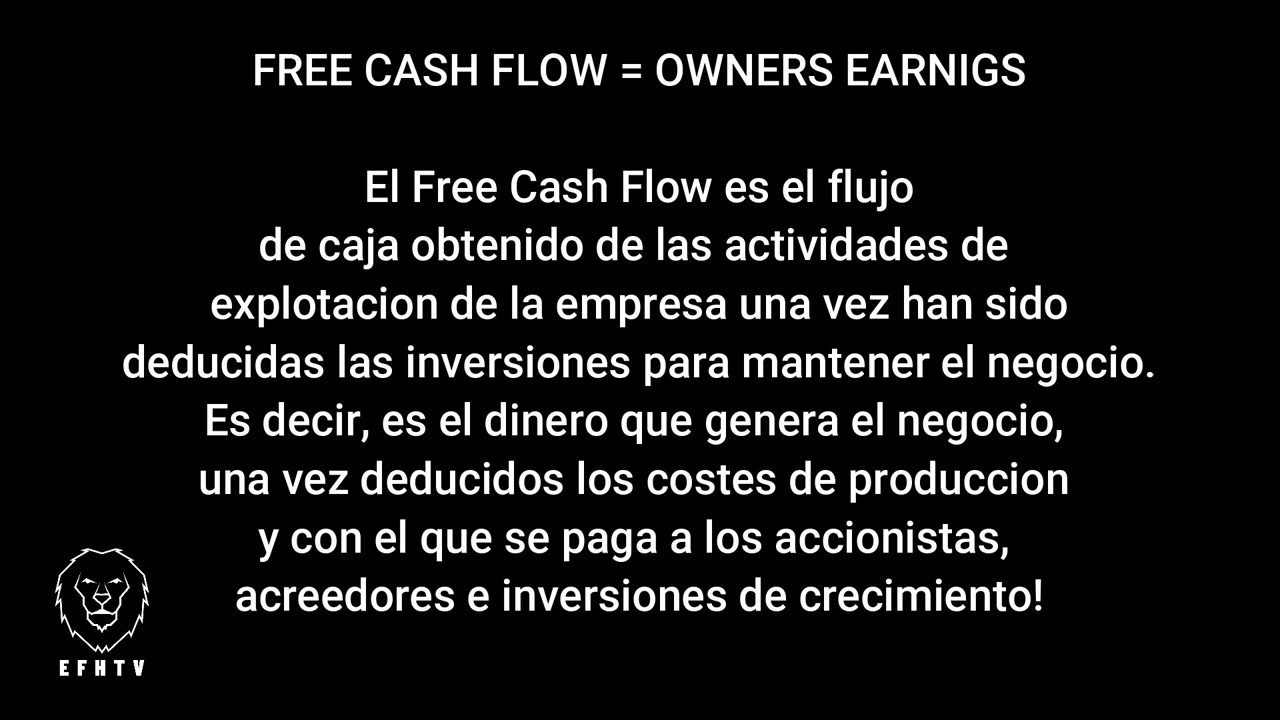 FREE CASH FLOW = OWNERS EARNIGS
El Free Cash Flow es el flujo
de caja obtenido de las actividades de
explotacion de la empresa una vez han sido
deducidas las inversiones para mantener el negocio.
Es decir, es el dinero que genera el negocio,
una vez deducidos los costes de produccion
y con el que se paga a los accionistas,
acreedores e inversiones de crecimiento!
EFHTV